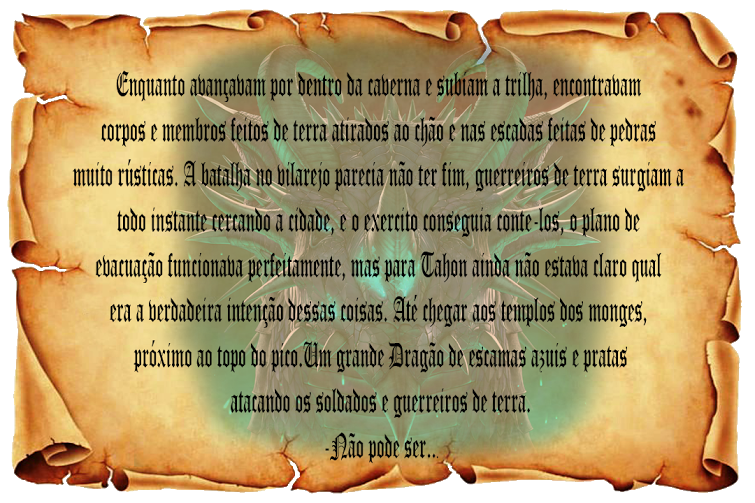 Enquanto avançavam por dentro da caverna e subiam a trilha, encontravam
corpos e membros feitos de terra atirados ao chão e nas escadas feitas de pedras
muito rústicas. A batalha no vilarejo parecia não ter fim, guerreiros de terra surgiam a
todo instante cercando a cidade, e o exercito conseguia conte-los, o plano de
evacuação funcionava perfeitamente, mas para Tahon ainda não estava claro qual
era a verdadeira intenção dessas coisas. Até chegar aos templos dos monges,
próximo ao topo do pico.Um grande Dragão de escamas azuis e pratas
atacando os soldados e guerreiros de terra.
-Não pode ser..